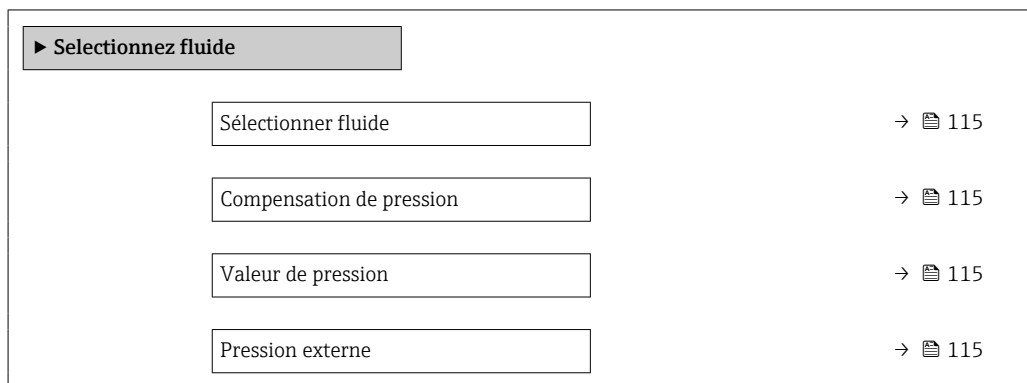 ▶ Selectionnez fluide
Sélectionner fluide → 115
Compensation de pression → 115
Valeur de pression → 115
Pression externe → 115